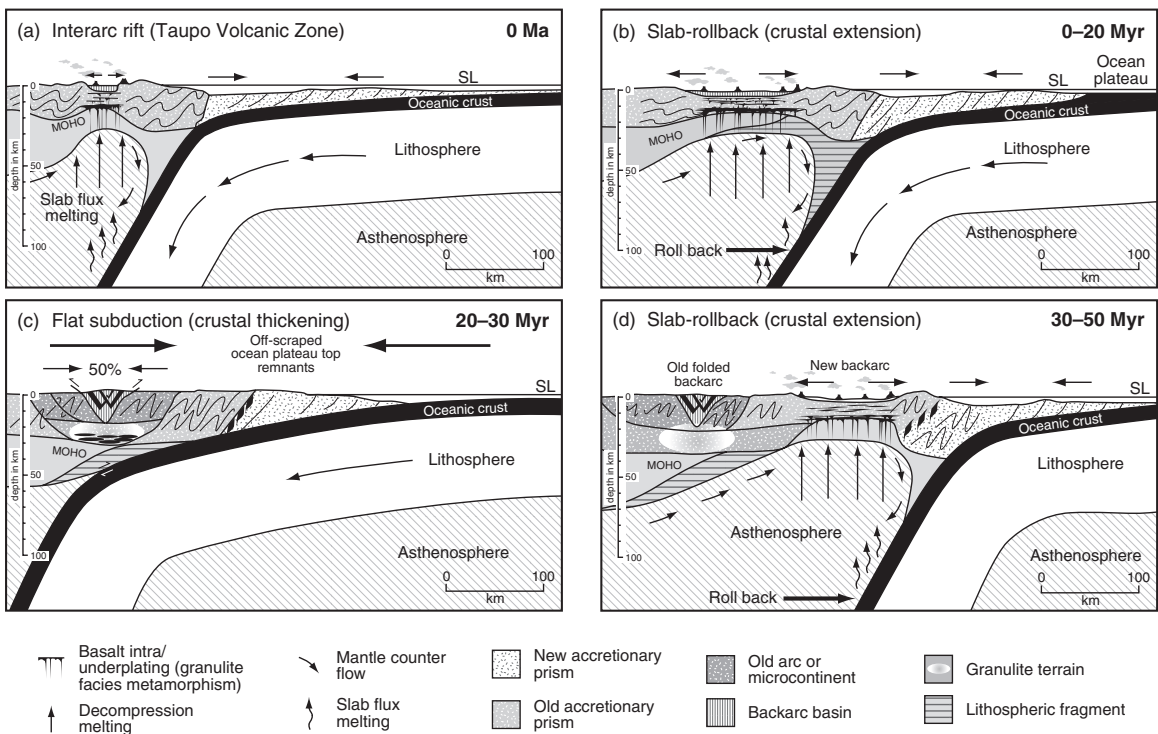 (a) Interarc rift (Taupo Volcanic Zone) 0 Ma
SL
0
Oceanic crust
MOHO
Lithosphere
50
depth in km
Slab flux
melting
Asthenosphere
100
0 100
km
(b) Slab-rollback (crustal extension) 0–20 Myr
Ocean
plateau
SL
0
Oceanic crust
MOHO
Lithosphere
50
depth in km
Asthenosphere
Roll back
100
0 100
km
(c) Flat subduction (crustal thickening) 20–30 Myr
Off-scraped
ocean plateau top
remnants
50%
SL
0
Oceanic crust
MOHO
Lithosphere
50
depth in km
Asthenosphere
100
0 100
km
(d) Slab-rollback (crustal extension) 30–50 Myr
Old folded
backarc
New backarc
SL
0
Oceanic crust
MOHO
Lithosphere
50
depth in km
Asthenosphere
100
Asthenosphere
0 100
km
Roll back
Basalt intra/
underplating (granulite
facies metamorphism)
Decompression
melting
Mantle counter
flow
Slab flux
melting
New accretionary
prism
Old accretionary
prism
Old arc or
microcontinent
Backarc basin
Granulite terrain
Lithospheric fragment